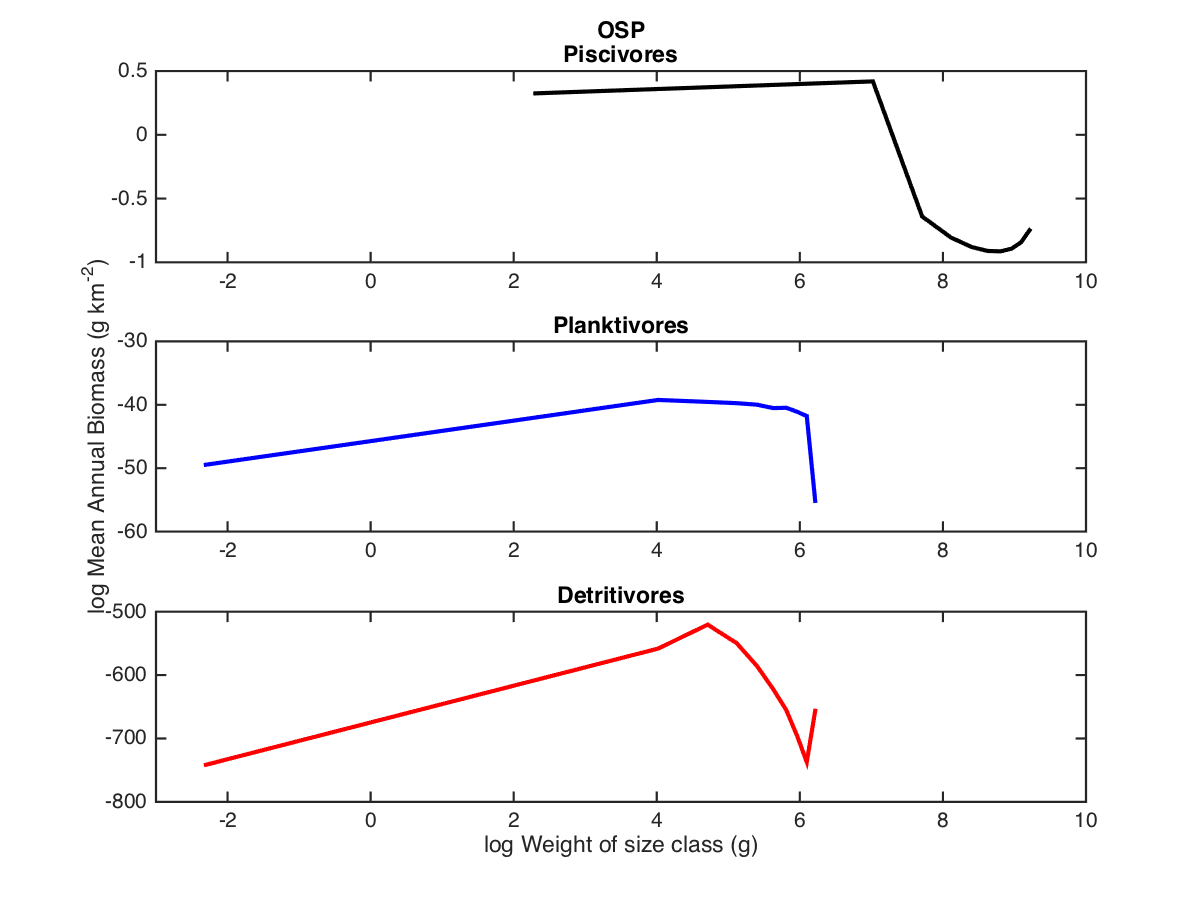 OSP
Piscivores
0.5
0
-0.5
-1
-2 0 2 4 6 8 10
log Mean Annual Biomass (g km-2)
Planktivores
-30
-40
-50
-60
-2 0 2 4 6 8 10
Detritivores
-500
-600
-700
-800
-2 0 2 4 6 8 10
log Weight of size class (g)